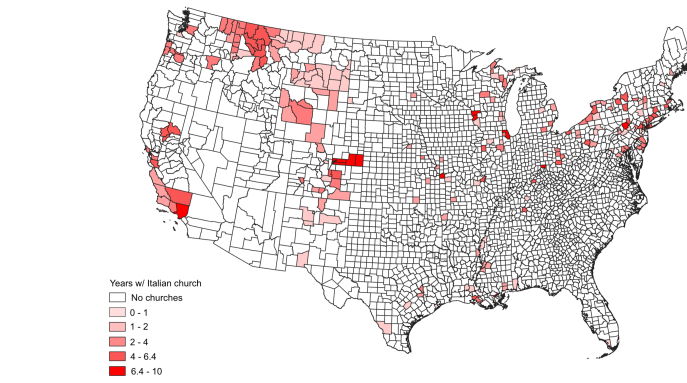 Years w/ Italian church
No churches
0 - 1
1 - 2
2 - 4
4 - 6.4
6.4 - 10